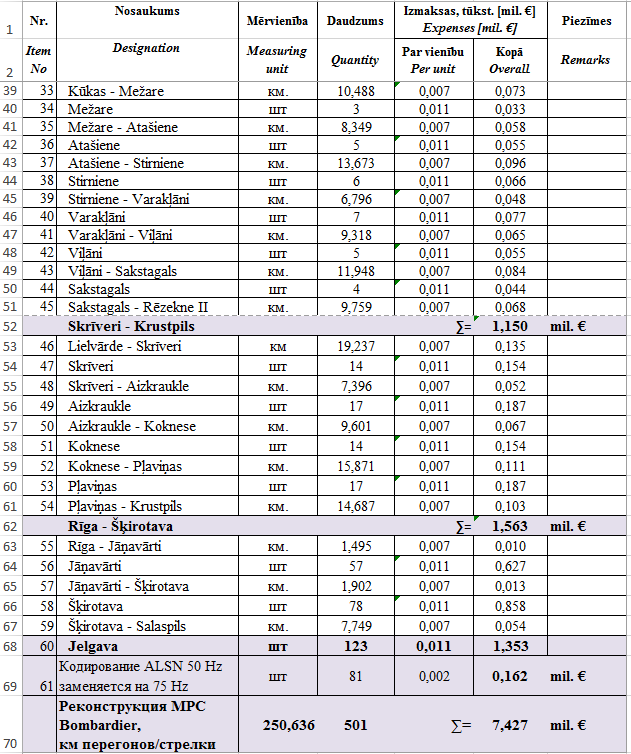 Nr. Nosaukums Mērvienība Daudzums Izmaksas, tūkst. [mil. €] Piezīmes
1 Expenses [mil. €]
Item No Designation Measuring unit Quantity Par vienību Per unit Kopā Overall Remarks
2
39 33 Kūkas - Mežare км. 10,488 0,007 0,073
40 34 Mežare шт 3 0,011 0,033
41 35 Mežare - Atašiene км. 8,349 0,007 0,058
42 36 Atašiene шт 5 0,011 0,055
43 37 Atašiene - Stirniene км. 13,673 0,007 0,096
44 38 Stirniene шт 6 0,011 0,066
45 39 Stirniene - Varakļāni км. 6,796 0,007 0,048
46 40 Varakļāni шт 7 0,011 0,077
47 41 Varakļāni - Viļāni км. 9,318 0,007 0,065
48 42 Viļāni шт 5 0,011 0,055
49 43 Viļāni - Sakstagals км. 11,948 0,007 0,084
50 44 Sakstagals шт 4 0,011 0,044
51 45 Sakstagals - Rēzekne II км. 9,759 0,007 0,068
52 Skrīveri - Krustpils ∑= 1,150 mil. €
53 46 Lielvārde - Skrīveri км 19,237 0,007 0,135
54 47 Skrīveri шт 14 0,011 0,154
55 48 Skrīveri - Aizkraukle км. 7,396 0,007 0,052
56 49 Aizkraukle шт 17 0,011 0,187
57 50 Aizkraukle - Koknese км. 9,601 0,007 0,067
58 51 Koknese шт 14 0,011 0,154
59 52 Koknese - Pļaviņas км. 15,871 0,007 0,111
60 53 Pļaviņas шт 17 0,011 0,187
61 54 Pļaviņas - Krustpils км. 14,687 0,007 0,103
62 Rīga - Šķirotava ∑= 1,563 mil. €
63 55 Rīga - Jāņavārti км. 1,495 0,007 0,010
64 56 Jāņavārti шт 57 0,011 0,627
65 57 Jāņavārti - Šķirotava км. 1,902 0,007 0,013
66 58 Šķirotava шт 78 0,011 0,858
67 59 Šķirotava - Salaspils км. 7,749 0,007 0,054
68 60 Jelgava шт 123 0,011 1,353
Кодирование ALSN 50 Hz
69 61 заменяется на 75 Hz шт 81 0,002 0,162 mil. €
Реконструкция МРС
Bombardier, 250,636 501 ∑= 7,427 mil. €
70 км перегонов/стрелки